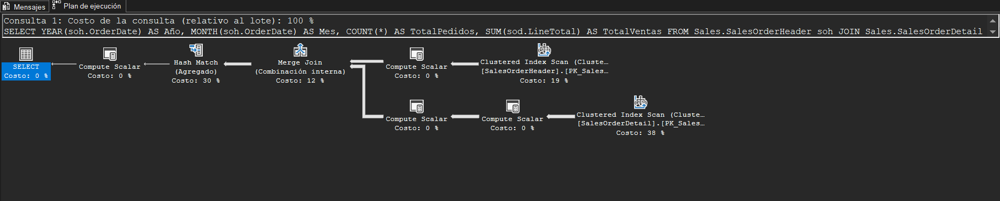 Mensajes Plan de ejecución
Consulta 1: Costo de la consulta (relativo al lote): 100 %
SELECT YEAR(soh.OrderDate) AS Año, MONTH(soh.OrderDate) AS Mes, COUNT(*) AS TotalPedidos, SUM(sod.LineTotal) AS TotalVentas FROM Sales.SalesOrderHeader soh JOIN Sales.SalesOrderDetail
SELECT
Costo: 0 %
Compute Scalar
Costo: 0 %
Hash Match
(Agregado)
Costo: 30 %
Merge Join
(Combinación interna)
Costo: 12 %
Compute Scalar
Costo: 0 %
Clustered Index Scan (Cluste…
[SalesOrderHeader].[PK_Sales…
Costo: 19 %
Compute Scalar
Costo: 0 %
Compute Scalar
Costo: 0 %
Clustered Index Scan (Cluste…
[SalesOrderDetail].[PK_Sales…
Costo: 38 %